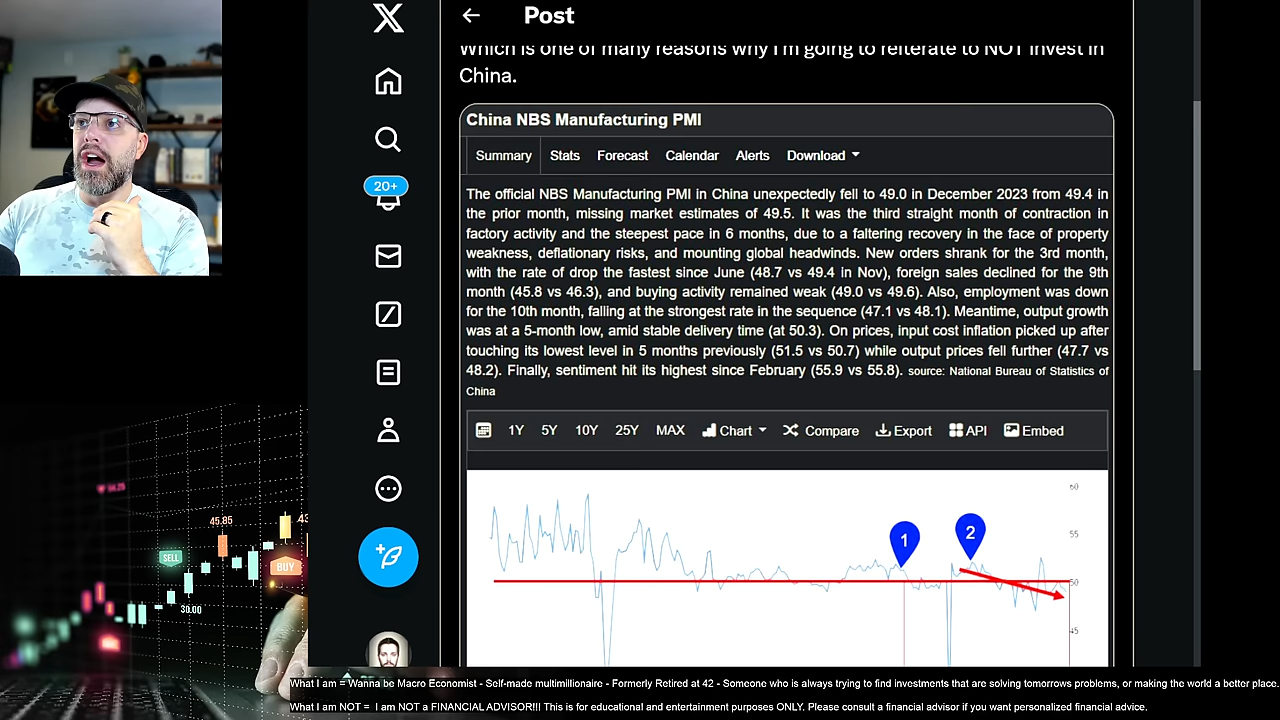 Post
Which is one of many reasons why I'm going to reiterate to NOT invest in
China.
China NBS Manufacturing PMI
Summary Stats Forecast Calendar Alerts Download
The official NBS Manufacturing PMI in China unexpectedly fell to 49.0 in December 2023 from 49.4 in
the prior month, missing market estimates of 49.5. It was the third straight month of contraction in
factory activity and the steepest pace in 6 months, due to a faltering recovery in the face of property
weakness, deflationary risks, and mounting global headwinds. New orders shrank for the 3rd month,
with the rate of drop the fastest since June (48.7 vs 49.4 in Nov), foreign sales declined for the 9th
month (45.8 vs 46.3), and buying activity remained weak (49.0 vs 49.6). Also, employment was down
for the 10th month, falling at the strongest rate in the sequence (47.1 vs 48.1). Meantime, output growth
was at a 5-month low, amid stable delivery time (at 50.3). On prices, input cost inflation picked up after
touching its lowest level in 5 months previously (51.5 vs 50.7) while output prices fell further (47.7 vs
48.2). Finally, sentiment hit its highest since February (55.9 vs 55.8). source: National Bureau of Statistics of
China
1Y 5Y 10Y 25Y MAX Chart Compare Export API Embed
60
55
50
45
1
2
20+
45.85
43
SELL
BUY
30.00
What I am = Wanna be Macro Economist - Self-made multimillionaire - Formerly Retired at 42 - Someone who is always trying to find investments that are solving tomorrows problems, or making the world a better place.
What I am NOT = I am NOT a FINANCIAL ADVISOR!!! This is for educational and entertainment purposes ONLY. Please consult a financial advisor if you want personalized financial advice.